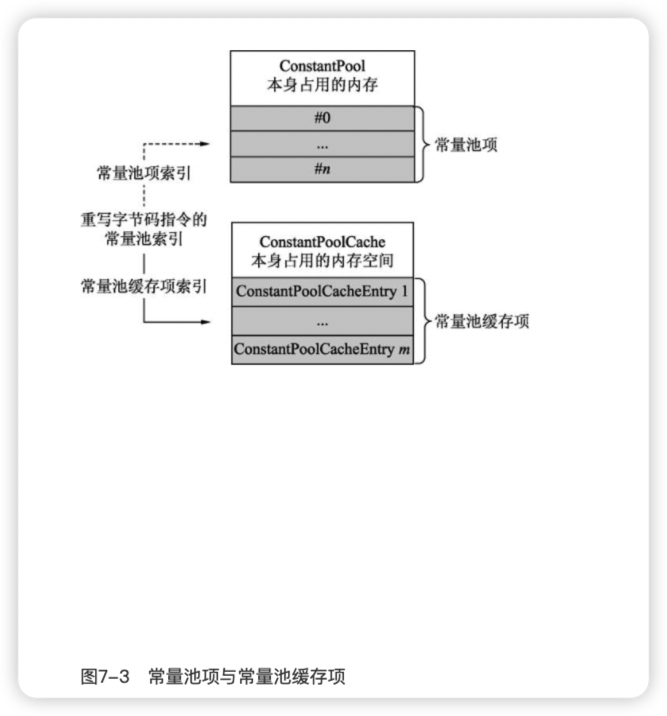 ConstantPool
本身占用的内存
#0
...
#n
常量池项
常量池项索引
重写字节码指令的
常量池索引
常量池缓存项索引
ConstantPoolCache
本身占用的内存空间
ConstantPoolCacheEntry 1
...
ConstantPoolCacheEntry m
常量池缓存项
图7-3 常量池项与常量池缓存项